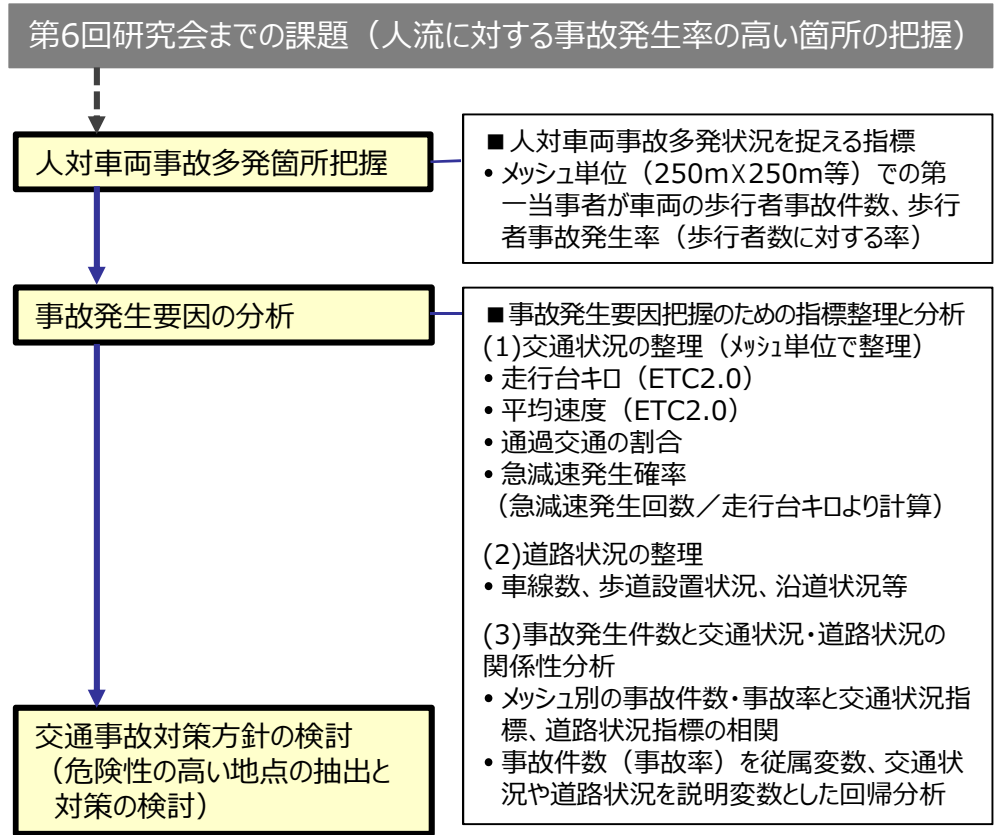 第6回研究会までの課題（人流に対する事故発生率の高い箇所の把握）
人対車両事故多発箇所把握
■人対車両事故多発状況を捉える指標
•メッシュ単位（250m×250m等）での第
一当事者が車両の歩行者事故件数、歩行
者事故発生率（歩行者数に対する率）
事故発生要因の分析
■事故発生要因把握のための指標整理と分析
(1)交通状況の整理（メッシュ単位で整理）
•走行台キロ（ETC2.0）
•平均速度（ETC2.0）
•通過交通の割合
•急減速発生確率
（急減速発生回数／走行台キロより計算）
(2)道路状況の整理
•車線数、歩道設置状況、沿道状況等
(3)事故発生件数と交通状況・道路状況の
関係性分析
•メッシュ別の事故件数・事故率と交通状況指
標、道路状況指標の相関
•事故件数（事故率）を従属変数、交通状
況や道路状況を説明変数とした回帰分析
交通事故対策方針の検討
（危険性の高い地点の抽出と
対策の検討）